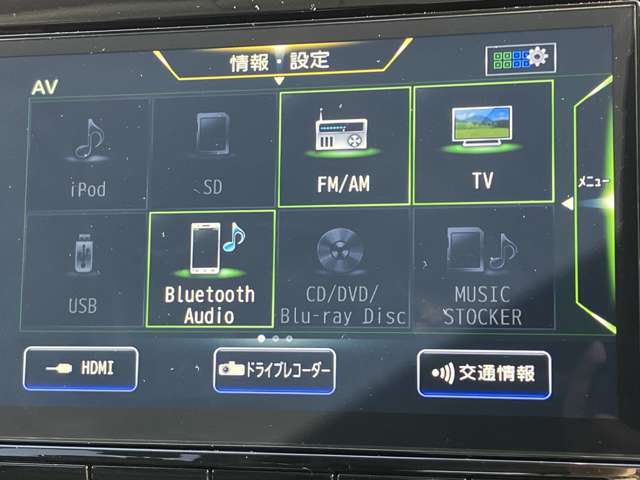 情報・設定
AV
iPod
SD
FM/AM
TV
メニュー
USB
Bluetooth
Audio
CD/DVD/
Blu-ray Disc
MUSIC
STOCKER
HDMI
ドライブレコーダー
交通情報